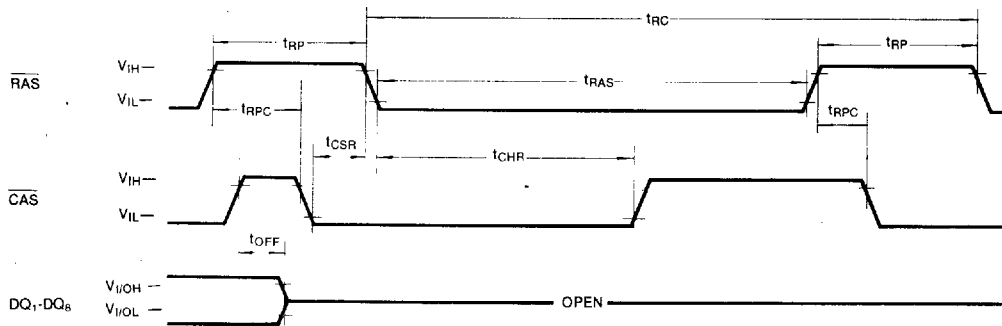 tRC
tRP
tRP
RAS
VIH
VIL
tRAS
tRPC
tRPC
tCSR
tCHR
CAS
VIH
VIL
tOFF
DQ1-DQ8
VI/OH
VI/OL
OPEN